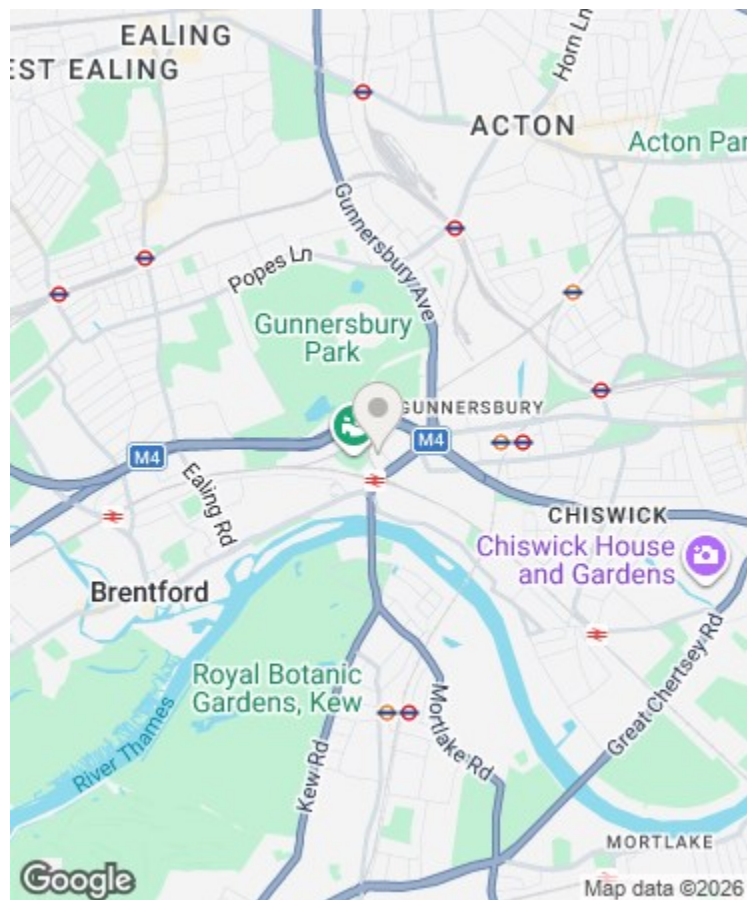 EALING
EST EALING
Horn Ln
ACTON
Acton Par
Gunnersbury Ave
Popes Ln
Gunnersbury
Park
GUNNERSBURY
M4
M4
Ealing Rd
CHISWICK
Chiswick House
and Gardens
Brentford
Royal Botanic
Gardens, Kew
River Thames
Kew Rd
Mortlake Rd
Great Chertsey Rd
MORTLAKE
Google
Map data ©2026